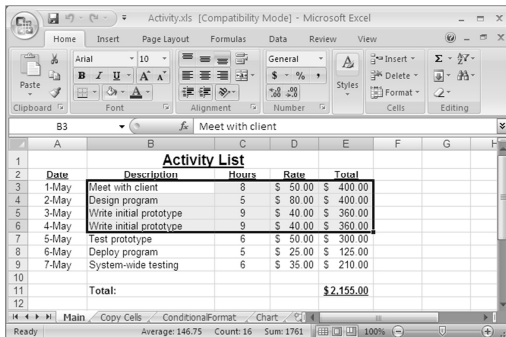 Activity.xls [Compatibility Mode] - Microsoft Excel
Home Insert Page Layout Formulas Data Review View
Paste
Clipboard
Arial 10
B I U A A
A
Font
Alignment
General
$ % ,
Number
Styles
Insert
Delete
Format
Cells
Σ
Editing
B3 fx Meet with client
A B C D E F G H
1 Activity List
2 Date Description Hours Rate Total
3 1-May Meet with client 8 $ 50.00 $ 400.00
4 2-May Design program 5 $ 80.00 $ 400.00
5 3-May Write initial prototype 9 $ 40.00 $ 360.00
6 4-May Write initial prototype 9 $ 40.00 $ 360.00
7 5-May Test prototype 6 $ 50.00 $ 300.00
8 6-May Deploy program 5 $ 25.00 $ 125.00
9 7-May System-wide testing 6 $ 35.00 $ 210.00
10
11 Total: $2,155.00
12
Main Copy Cells ConditionalFormat Chart
Ready Average: 146.75 Count: 16 Sum: 1761 100%